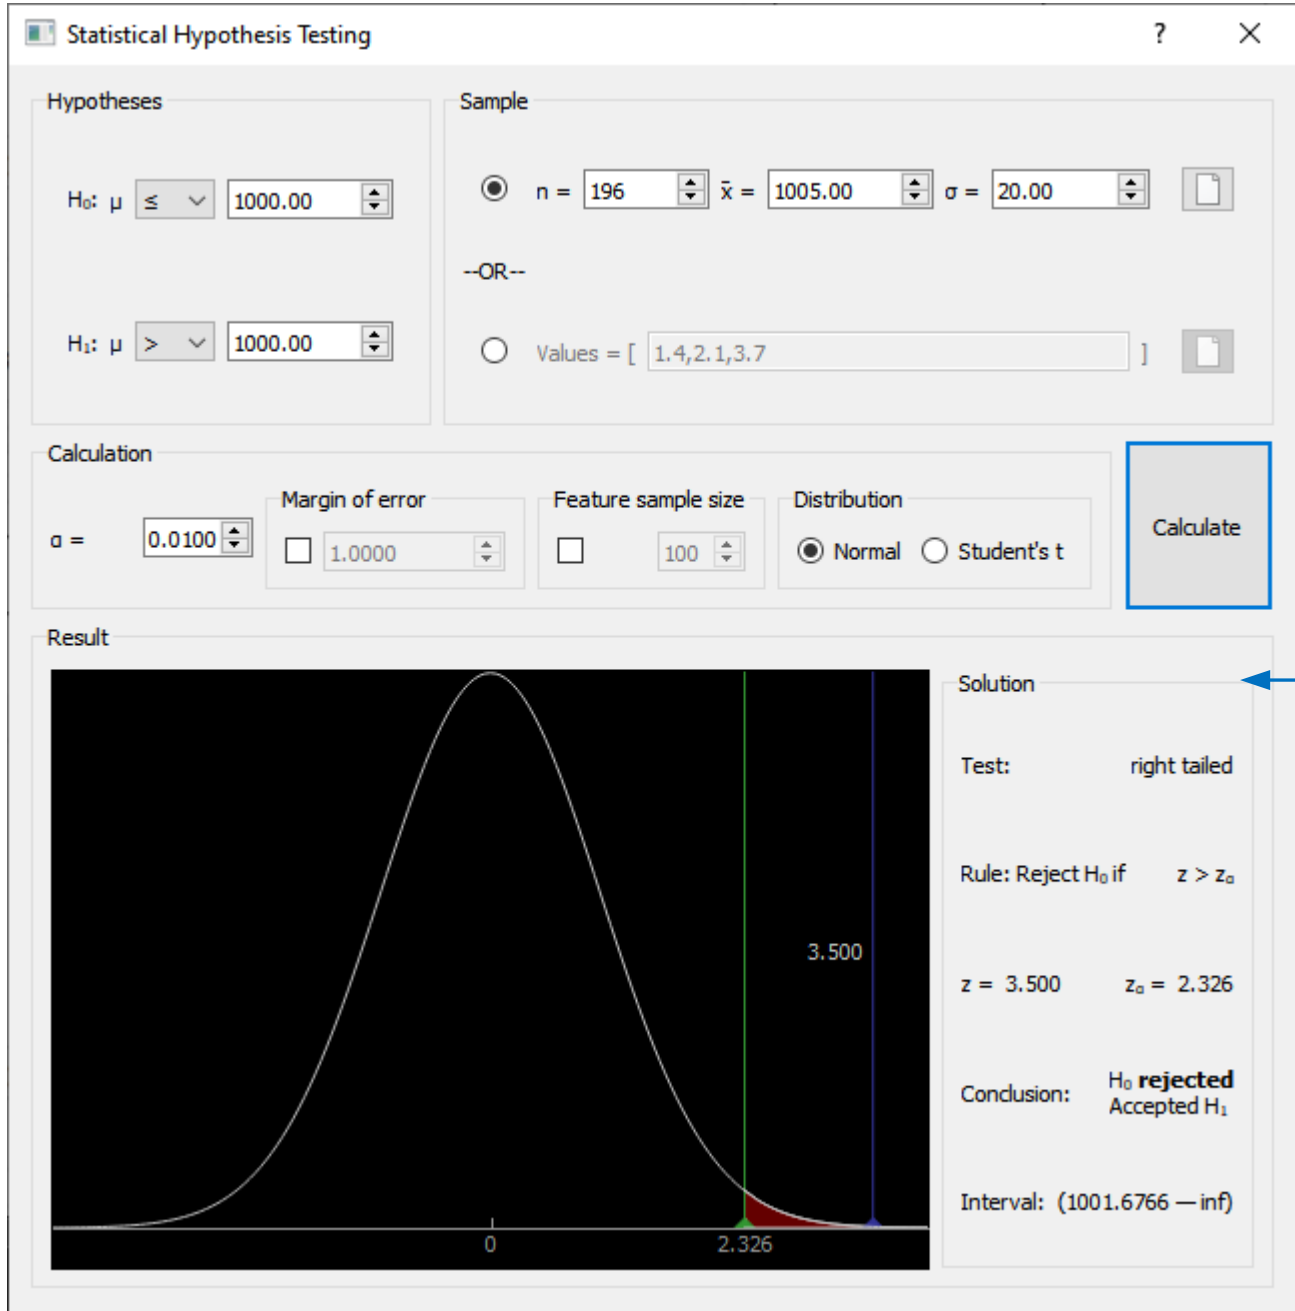 Statistical Hypothesis Testing ?
Hypotheses
H₀: μ ≤ 1000.00
H₁: μ > 1000.00
Sample
n = 196 x̄ = 1005.00 σ = 20.00
--OR--
Values = [ 1.4,2.1,3.7 ]
Calculation
α = 0.0100
Margin of error
1.0000
Feature sample size
100
Distribution
Normal Student's t
Calculate
Result
3.500
0 2.326
Solution
Test: right tailed
Rule: Reject H₀ if z > zₐ
z = 3.500 zₐ = 2.326
Conclusion: H₀ rejected
Accepted H₁
Interval: (1001.6766 — inf)